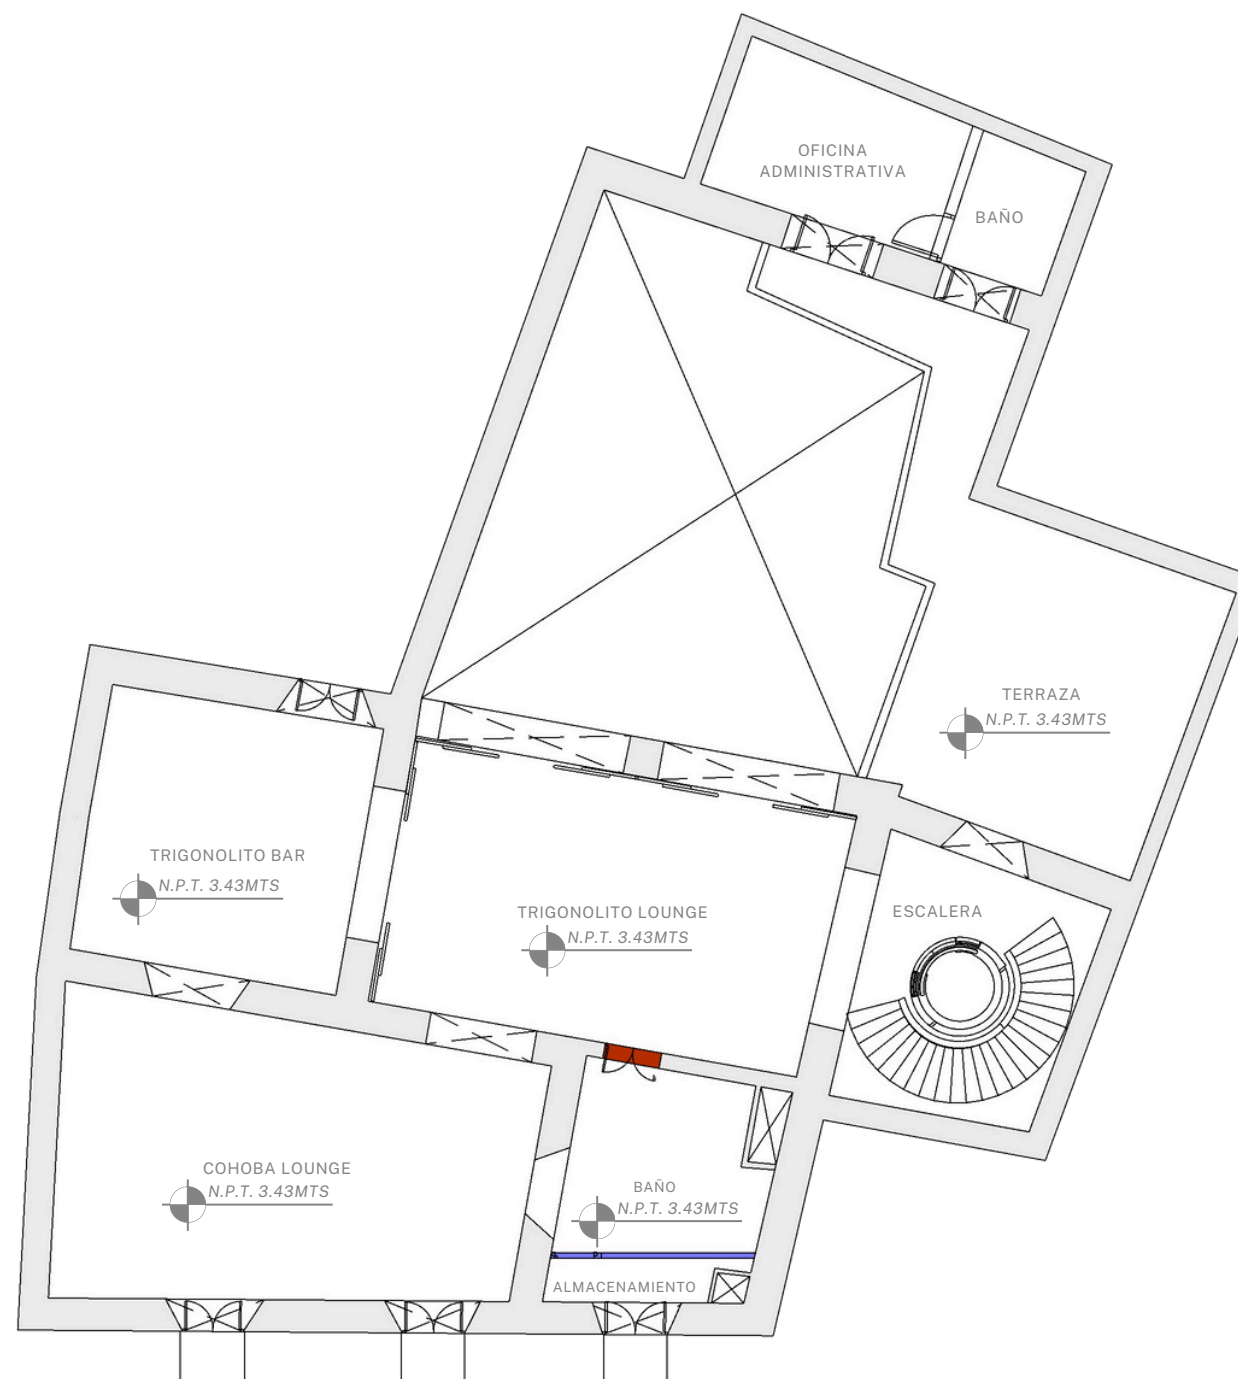 OFICINA
ADMINISTRATIVA
BAÑO
TERRAZA
N.P.T. 3.43MTS
TRIGONOLITO BAR
N.P.T. 3.43MTS
TRIGONOLITO LOUNGE
N.P.T. 3.43MTS
ESCALERA
COHOBA LOUNGE
N.P.T. 3.43MTS
BAÑO
N.P.T. 3.43MTS
ALMACENAMIENTO